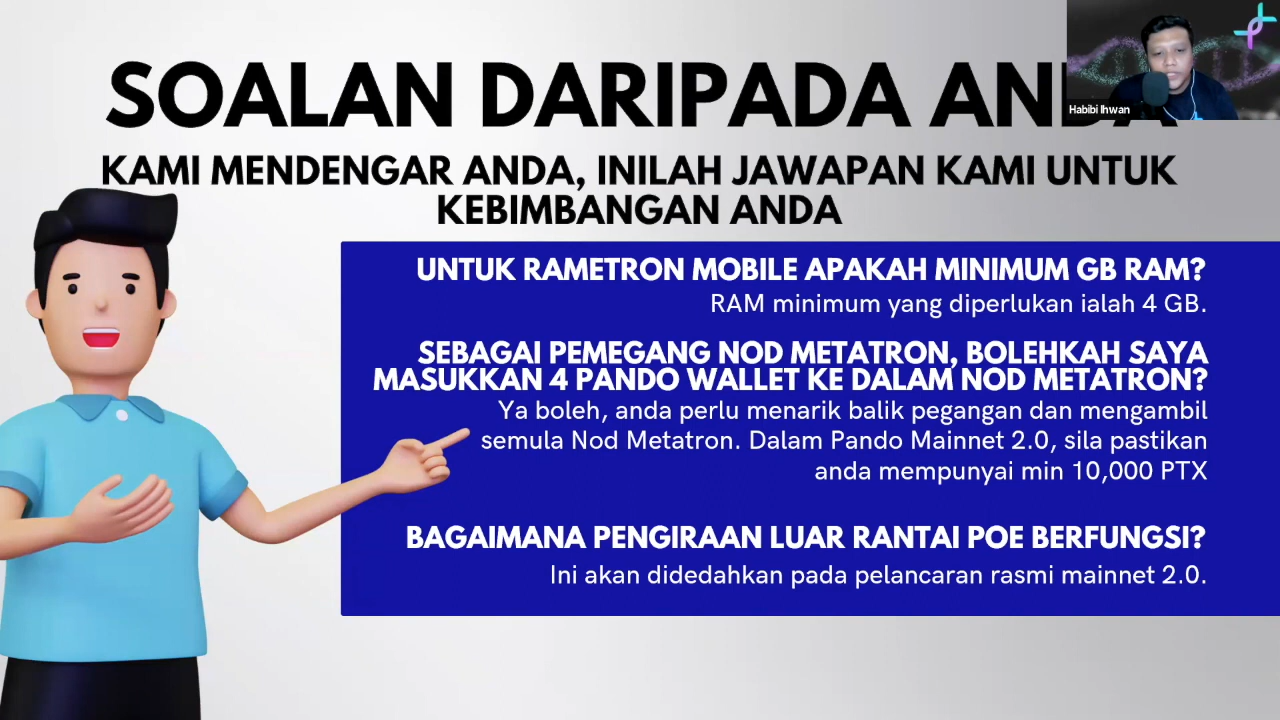 SOALAN DARIPADA ANDA
Habibi Ihwan
KAMI MENDENGAR ANDA, INILAH JAWAPAN KAMI UNTUK
KEBIMBANGAN ANDA
UNTUK RAMETRON MOBILE APAKAH MINIMUM GB RAM?
RAM minimum yang diperlukan ialah 4 GB.
SEBAGAI PEMEGANG NOD METATRON, BOLEHKAH SAYA
MASUKKAN 4 PANDO WALLET KE DALAM NOD METATRON?
Ya boleh, anda perlu menarik balik pegangan dan mengambil
semula Nod Metatron. Dalam Pando Mainnet 2.0, sila pastikan
anda mempunyai min 10,000 PTX
BAGAIMANA PENGIRAAN LUAR RANTAI POE BERFUNGSI?
Ini akan didedahkan pada pelancaran rasmi mainnet 2.0.